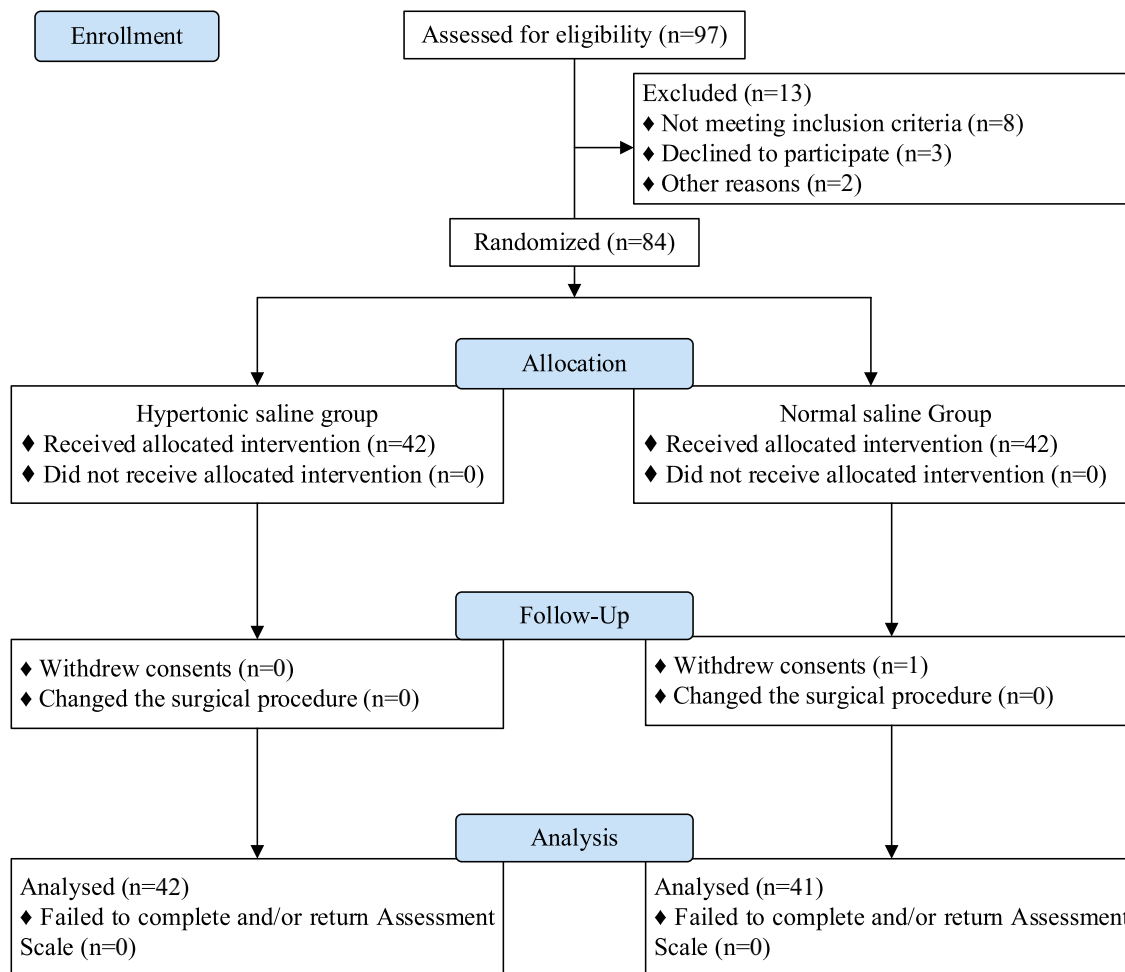 Enrollment
Assessed for eligibility (n=97)
Excluded (n=13)
♦ Not meeting inclusion criteria (n=8)
♦ Declined to participate (n=3)
♦ Other reasons (n=2)
Randomized (n=84)
Allocation
Hypertonic saline group
♦ Received allocated intervention (n=42)
♦ Did not receive allocated intervention (n=0)
Normal saline Group
♦ Received allocated intervention (n=42)
♦ Did not receive allocated intervention (n=0)
Follow-Up
♦ Withdrew consents (n=0)
♦ Changed the surgical procedure (n=0)
♦ Withdrew consents (n=1)
♦ Changed the surgical procedure (n=0)
Analysis
Analysed (n=42)
♦ Failed to complete and/or return Assessment
Scale (n=0)
Analysed (n=41)
♦ Failed to complete and/or return Assessment
Scale (n=0)